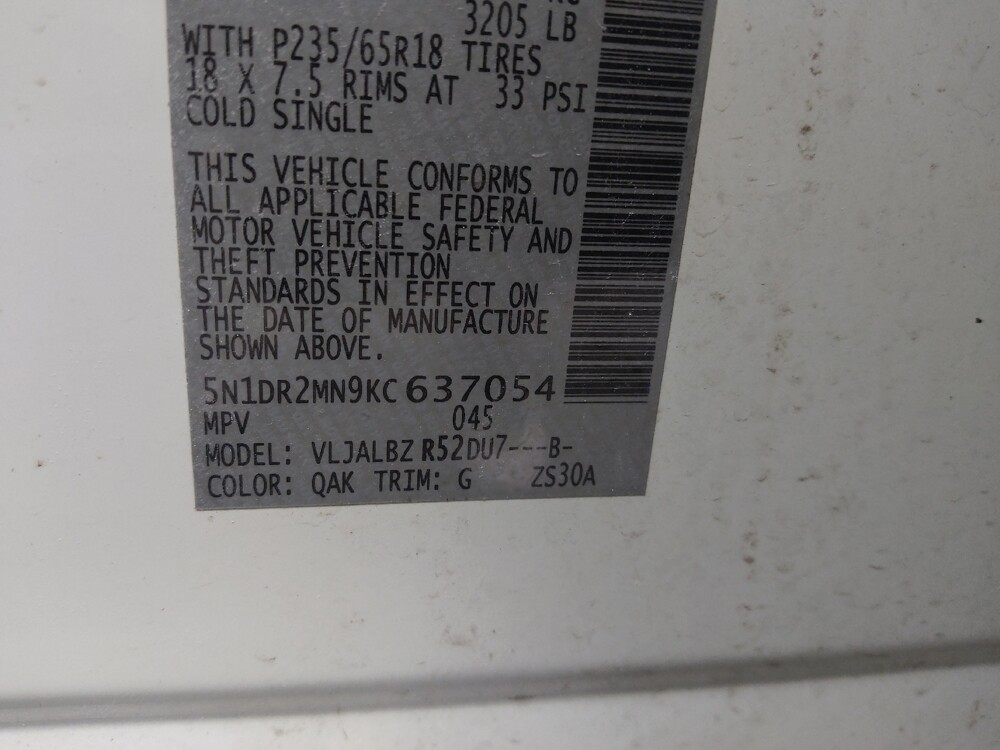 3205 LB
WITH P235/65R18 TIRES
18 X 7.5 RIMS AT 33 PSI
COLD SINGLE
THIS VEHICLE CONFORMS TO
ALL APPLICABLE FEDERAL
MOTOR VEHICLE SAFETY AND
THEFT PREVENTION
STANDARDS IN EFFECT ON
THE DATE OF MANUFACTURE
SHOWN ABOVE.
5N1DR2MN9KC637054
MPV 045
MODEL: VLJALBZ R52DU7---B-
COLOR: QAK TRIM: G ZS30A